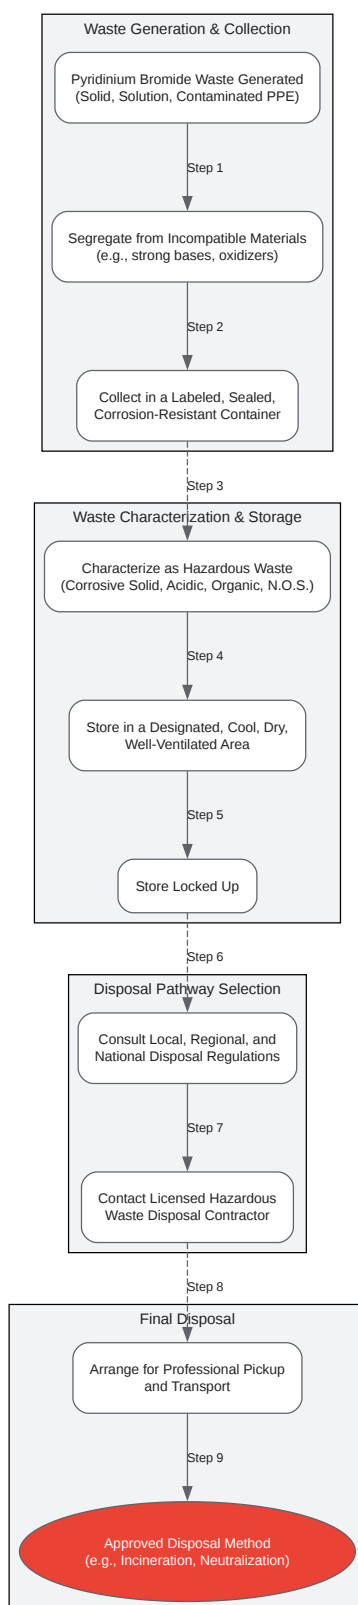 Waste Generation & Collection
Pyridinium Bromide Waste Generated
(Solid, Solution, Contaminated PPE)
Step 1
Segregate from Incompatible Materials
(e.g., strong bases, oxidizers)
Step 2
Collect in a Labeled, Sealed,
Corrosion-Resistant Container
Step 3
Waste Characterization & Storage
Characterize as Hazardous Waste
(Corrosive Solid, Acidic, Organic, N.O.S.)
Step 4
Store in a Designated, Cool, Dry,
Well-Ventilated Area
Step 5
Store Locked Up
Step 6
Disposal Pathway Selection
Consult Local, Regional, and
National Disposal Regulations
Step 7
Contact Licensed Hazardous
Waste Disposal Contractor
Step 8
Final Disposal
Arrange for Professional Pickup
and Transport
Step 9
Approved Disposal Method
(e.g., Incineration, Neutralization)